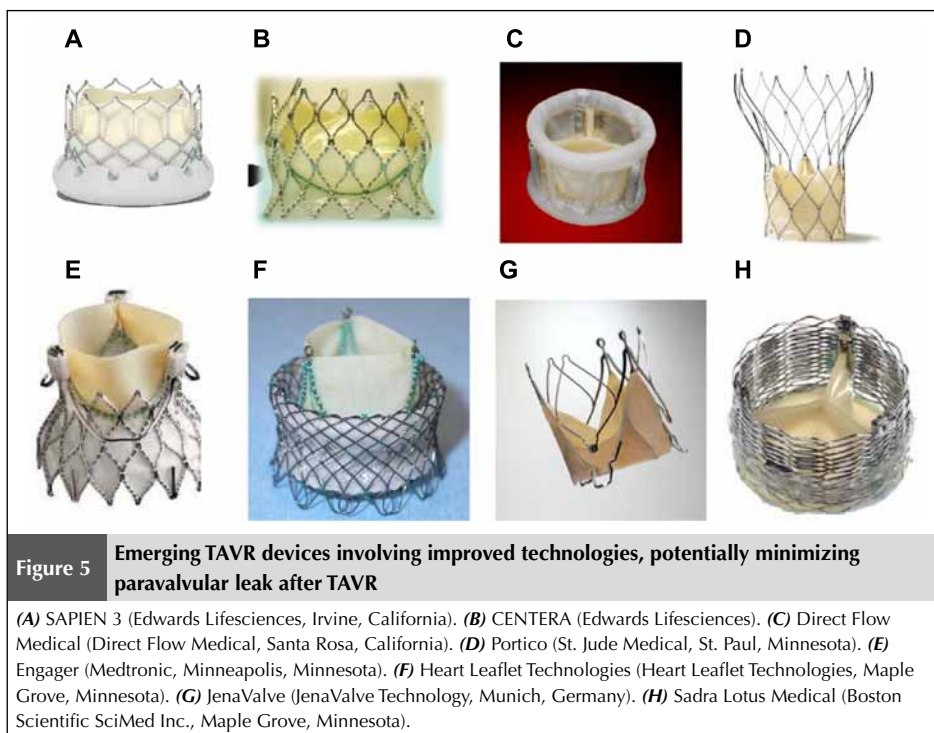 A
B
C
D
E
F
G
H
Figure 5
Emerging TAVR devices involving improved technologies, potentially minimizing
paravalvular leak after TAVR
(A) SAPIEN 3 (Edwards Lifesciences, Irvine, California). (B) CENTERA (Edwards Lifesciences). (C) Direct Flow
Medical (Direct Flow Medical, Santa Rosa, California). (D) Portico (St. Jude Medical, St. Paul, Minnesota). (E)
Engager (Medtronic, Minneapolis, Minnesota). (F) Heart Leaflet Technologies (Heart Leaflet Technologies, Maple
Grove, Minnesota). (G) JenaValve (JenaValve Technology, Munich, Germany). (H) Sadra Lotus Medical (Boston
Scientific SciMed Inc., Maple Grove, Minnesota).